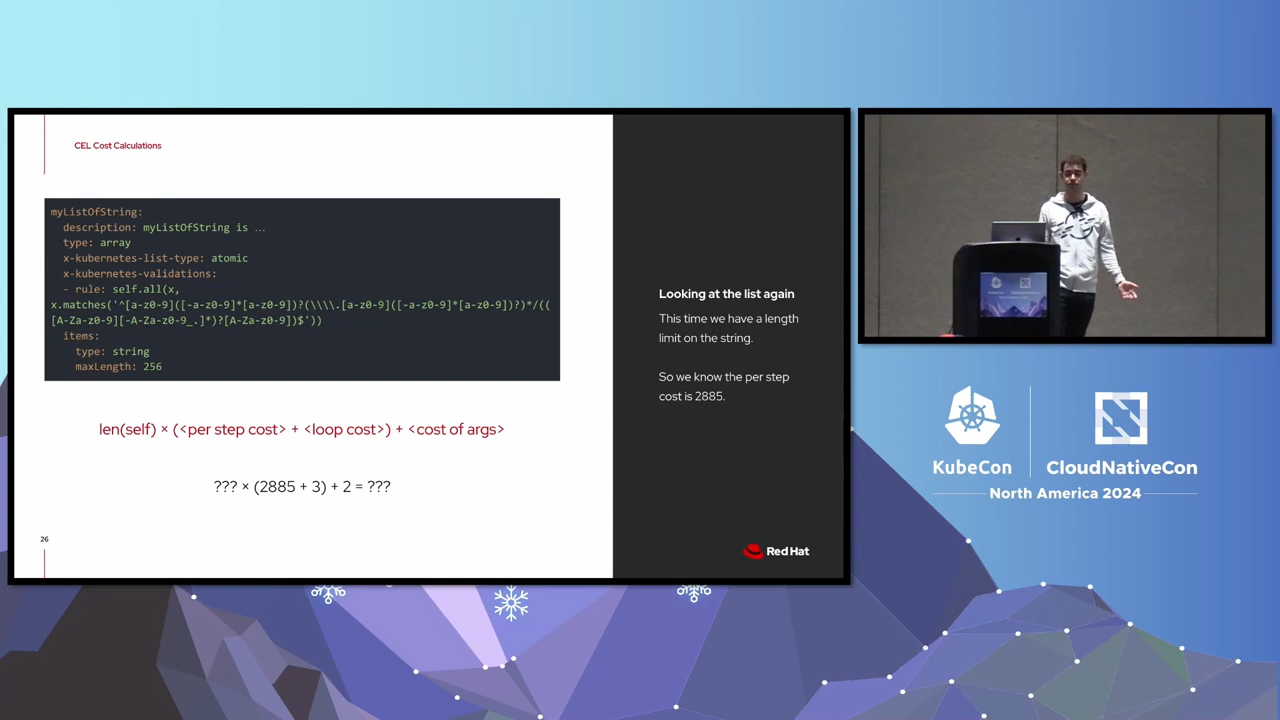 CEL Cost Calculations
myListOfString:
description: myListOfString is ...
type: array
x-kubernetes-list-type: atomic
x-kubernetes-validations:
- rule: self.all(x,
x.matches('^[a-z0-9]([-a-z0-9]*[a-z0-9])?(\\\\.[a-z0-9]([-a-z0-9]*[a-z0-9])?)*/((
[A-Za-z0-9][-A-Za-z0-9_.]*)?[A-Za-z0-9])$'))
items:
type: string
maxLength: 256
len(self) × (<per step cost> + <loop cost>) + <cost of args>
??? × (2885 + 3) + 2 = ???
26
Looking at the list again
This time we have a length
limit on the string.
So we know the per step
cost is 2885.
Red Hat
KubeCon
CloudNativeCon
North America 2024